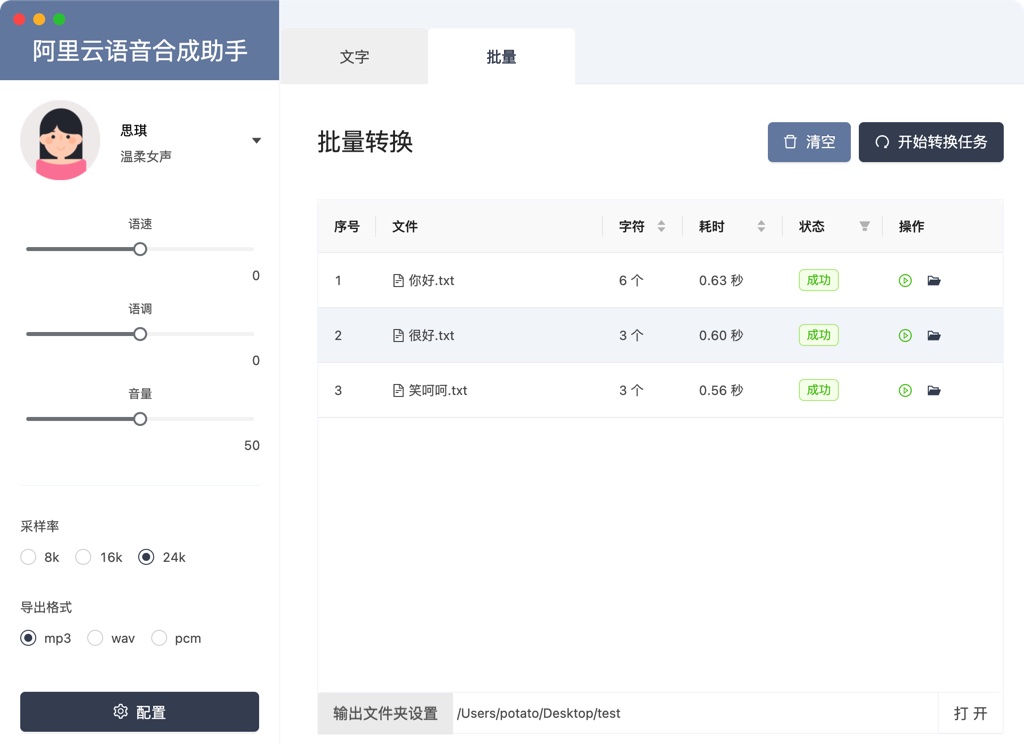 阿里云语音合成助手
文字 批量
思琪
温柔女声
语速
0
语调
0
音量
50
采样率
8k 16k 24k
导出格式
mp3 wav pcm
配置
批量转换
清空 开始转换任务
序号 文件 字符 耗时 状态 操作
1 你好.txt 6 个 0.63 秒 成功
2 很好.txt 3 个 0.60 秒 成功
3 笑呵呵.txt 3 个 0.56 秒 成功
输出文件夹设置 /Users/potato/Desktop/test 打 开